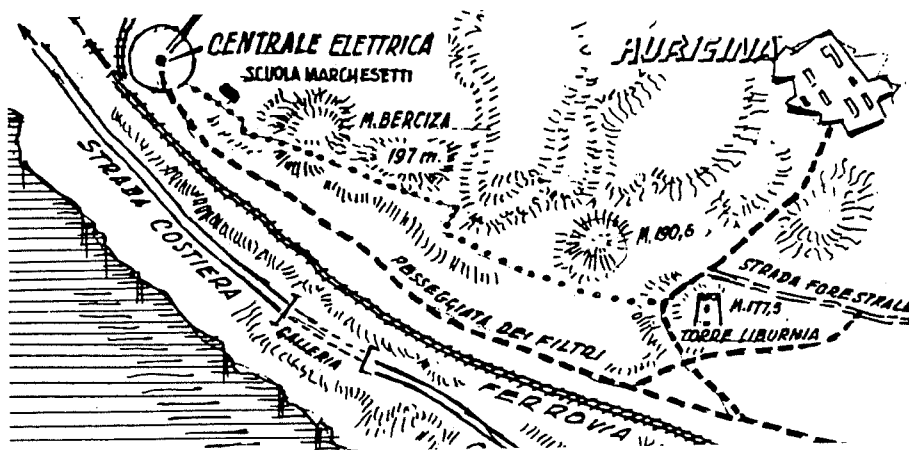 CENTRALE ELETTRICA
SCUOLA MARCHESETTI
AURISINA
M. BERCIZA
197 m.
M. 190,6
STRADA COSTIERA
PASSEGGIATA DEI FILTRI
STRADA FORESTRALE
M. 177,5
TORRE LIBURNIA
GALLERIA
FERROVIA
C